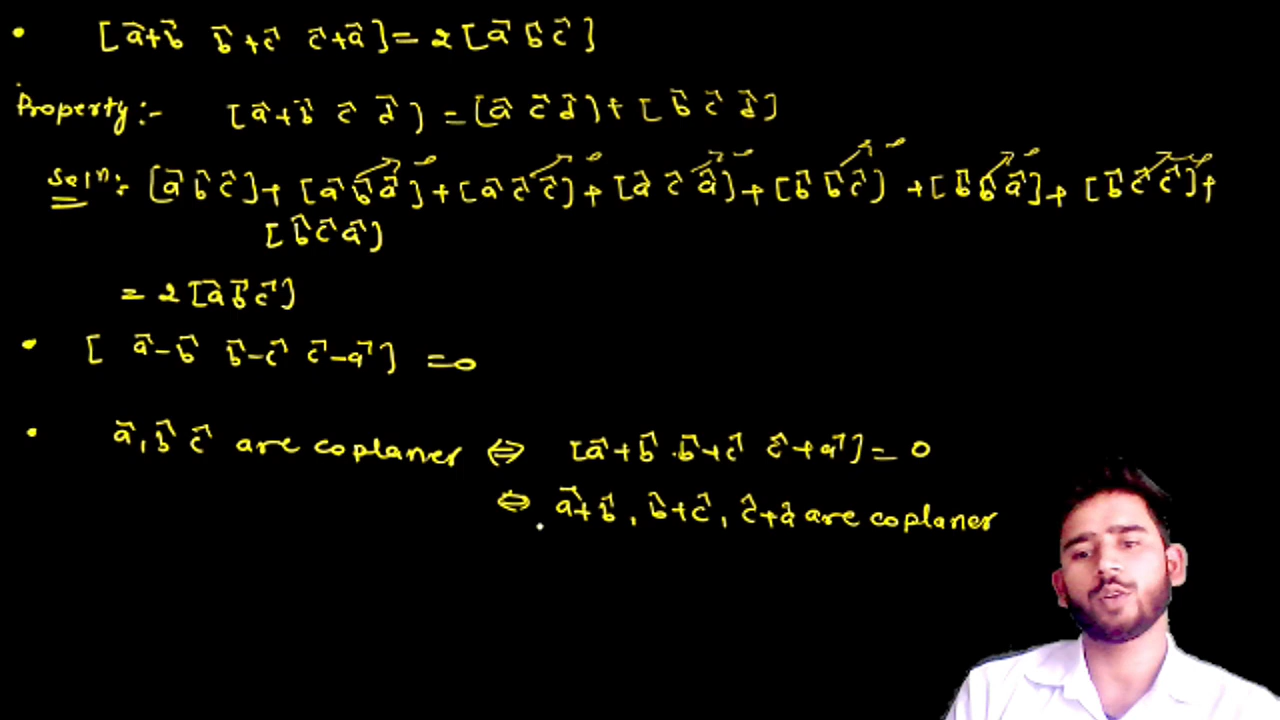 • [a⃗+b⃗ b⃗+c⃗ c⃗+a⃗] = 2[a⃗ b⃗ c⃗]
Property:- [a⃗+b⃗ c⃗ d⃗] = [a⃗ c⃗ d⃗] + [b⃗ c⃗ d⃗]
Soln:- [a⃗ b⃗ c⃗] + [a⃗ b⃗ a⃗] + [a⃗ c⃗ c⃗] + [a⃗ c⃗ a⃗] + [b⃗ b⃗ c⃗] + [b⃗ b⃗ a⃗] + [b⃗ c⃗ c⃗] +
[b⃗ c⃗ a⃗]
= 2[a⃗ b⃗ c⃗]
• [a⃗-b⃗ b⃗-c⃗ c⃗-a⃗] = 0
• a⃗, b⃗ c⃗ are coplaner ⇔ [a⃗+b⃗ b⃗+c⃗ c⃗+a⃗] = 0
⇔ a⃗+b⃗, b⃗+c⃗, c⃗+a⃗ are coplaner